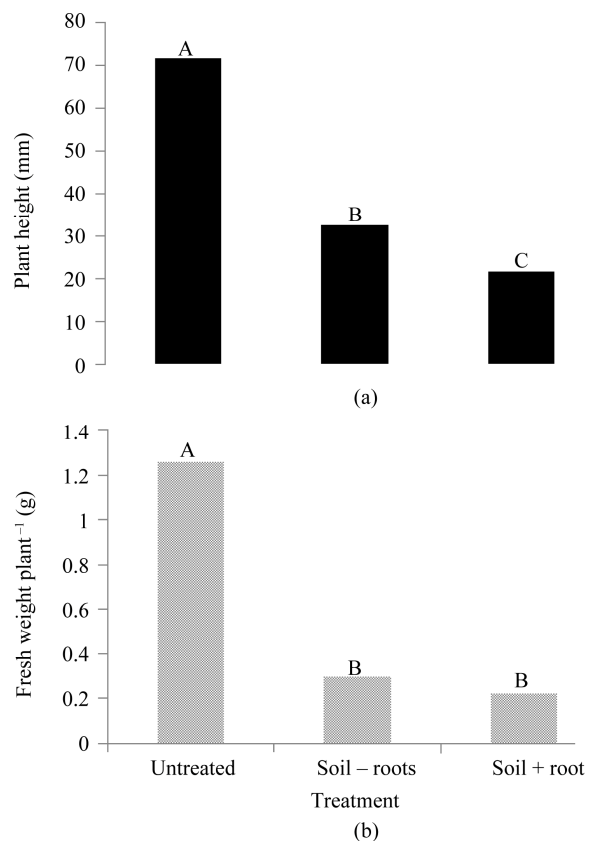 Plant height (mm)
80
70
60
50
40
30
20
10
0
A
B
C
(a)
Fresh weight plant⁻¹ (g)
1.4
1.2
1
0.8
0.6
0.4
0.2
0
A
B
B
Untreated
Soil – roots
Soil + root
Treatment
(b)